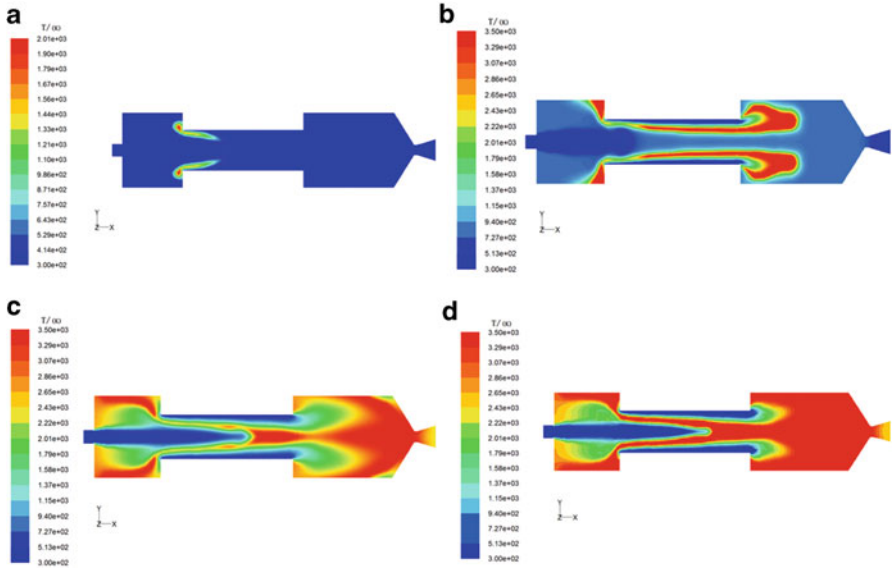 a
T/(K)
2.01e+03
1.90e+03
1.79e+03
1.67e+03
1.56e+03
1.44e+03
1.33e+03
1.21e+03
1.10e+03
9.86e+02
8.71e+02
7.57e+02
6.43e+02
5.29e+02
4.14e+02
3.00e+02
Y
Z X
b
T/(K)
3.50e+03
3.29e+03
3.07e+03
2.86e+03
2.65e+03
2.43e+03
2.22e+03
2.01e+03
1.79e+03
1.58e+03
1.37e+03
1.15e+03
9.40e+02
7.27e+02
5.13e+02
3.00e+02
Y
Z X
c
T/(K)
3.50e+03
3.29e+03
3.07e+03
2.86e+03
2.65e+03
2.43e+03
2.22e+03
2.01e+03
1.79e+03
1.58e+03
1.37e+03
1.15e+03
9.40e+02
7.27e+02
5.13e+02
3.00e+02
Y
Z X
d
T/(K)
3.50e+03
3.29e+03
3.07e+03
2.86e+03
2.65e+03
2.43e+03
2.22e+03
2.01e+03
1.79e+03
1.58e+03
1.37e+03
1.15e+03
9.40e+02
7.27e+02
5.13e+02
3.00e+02
Y
Z X